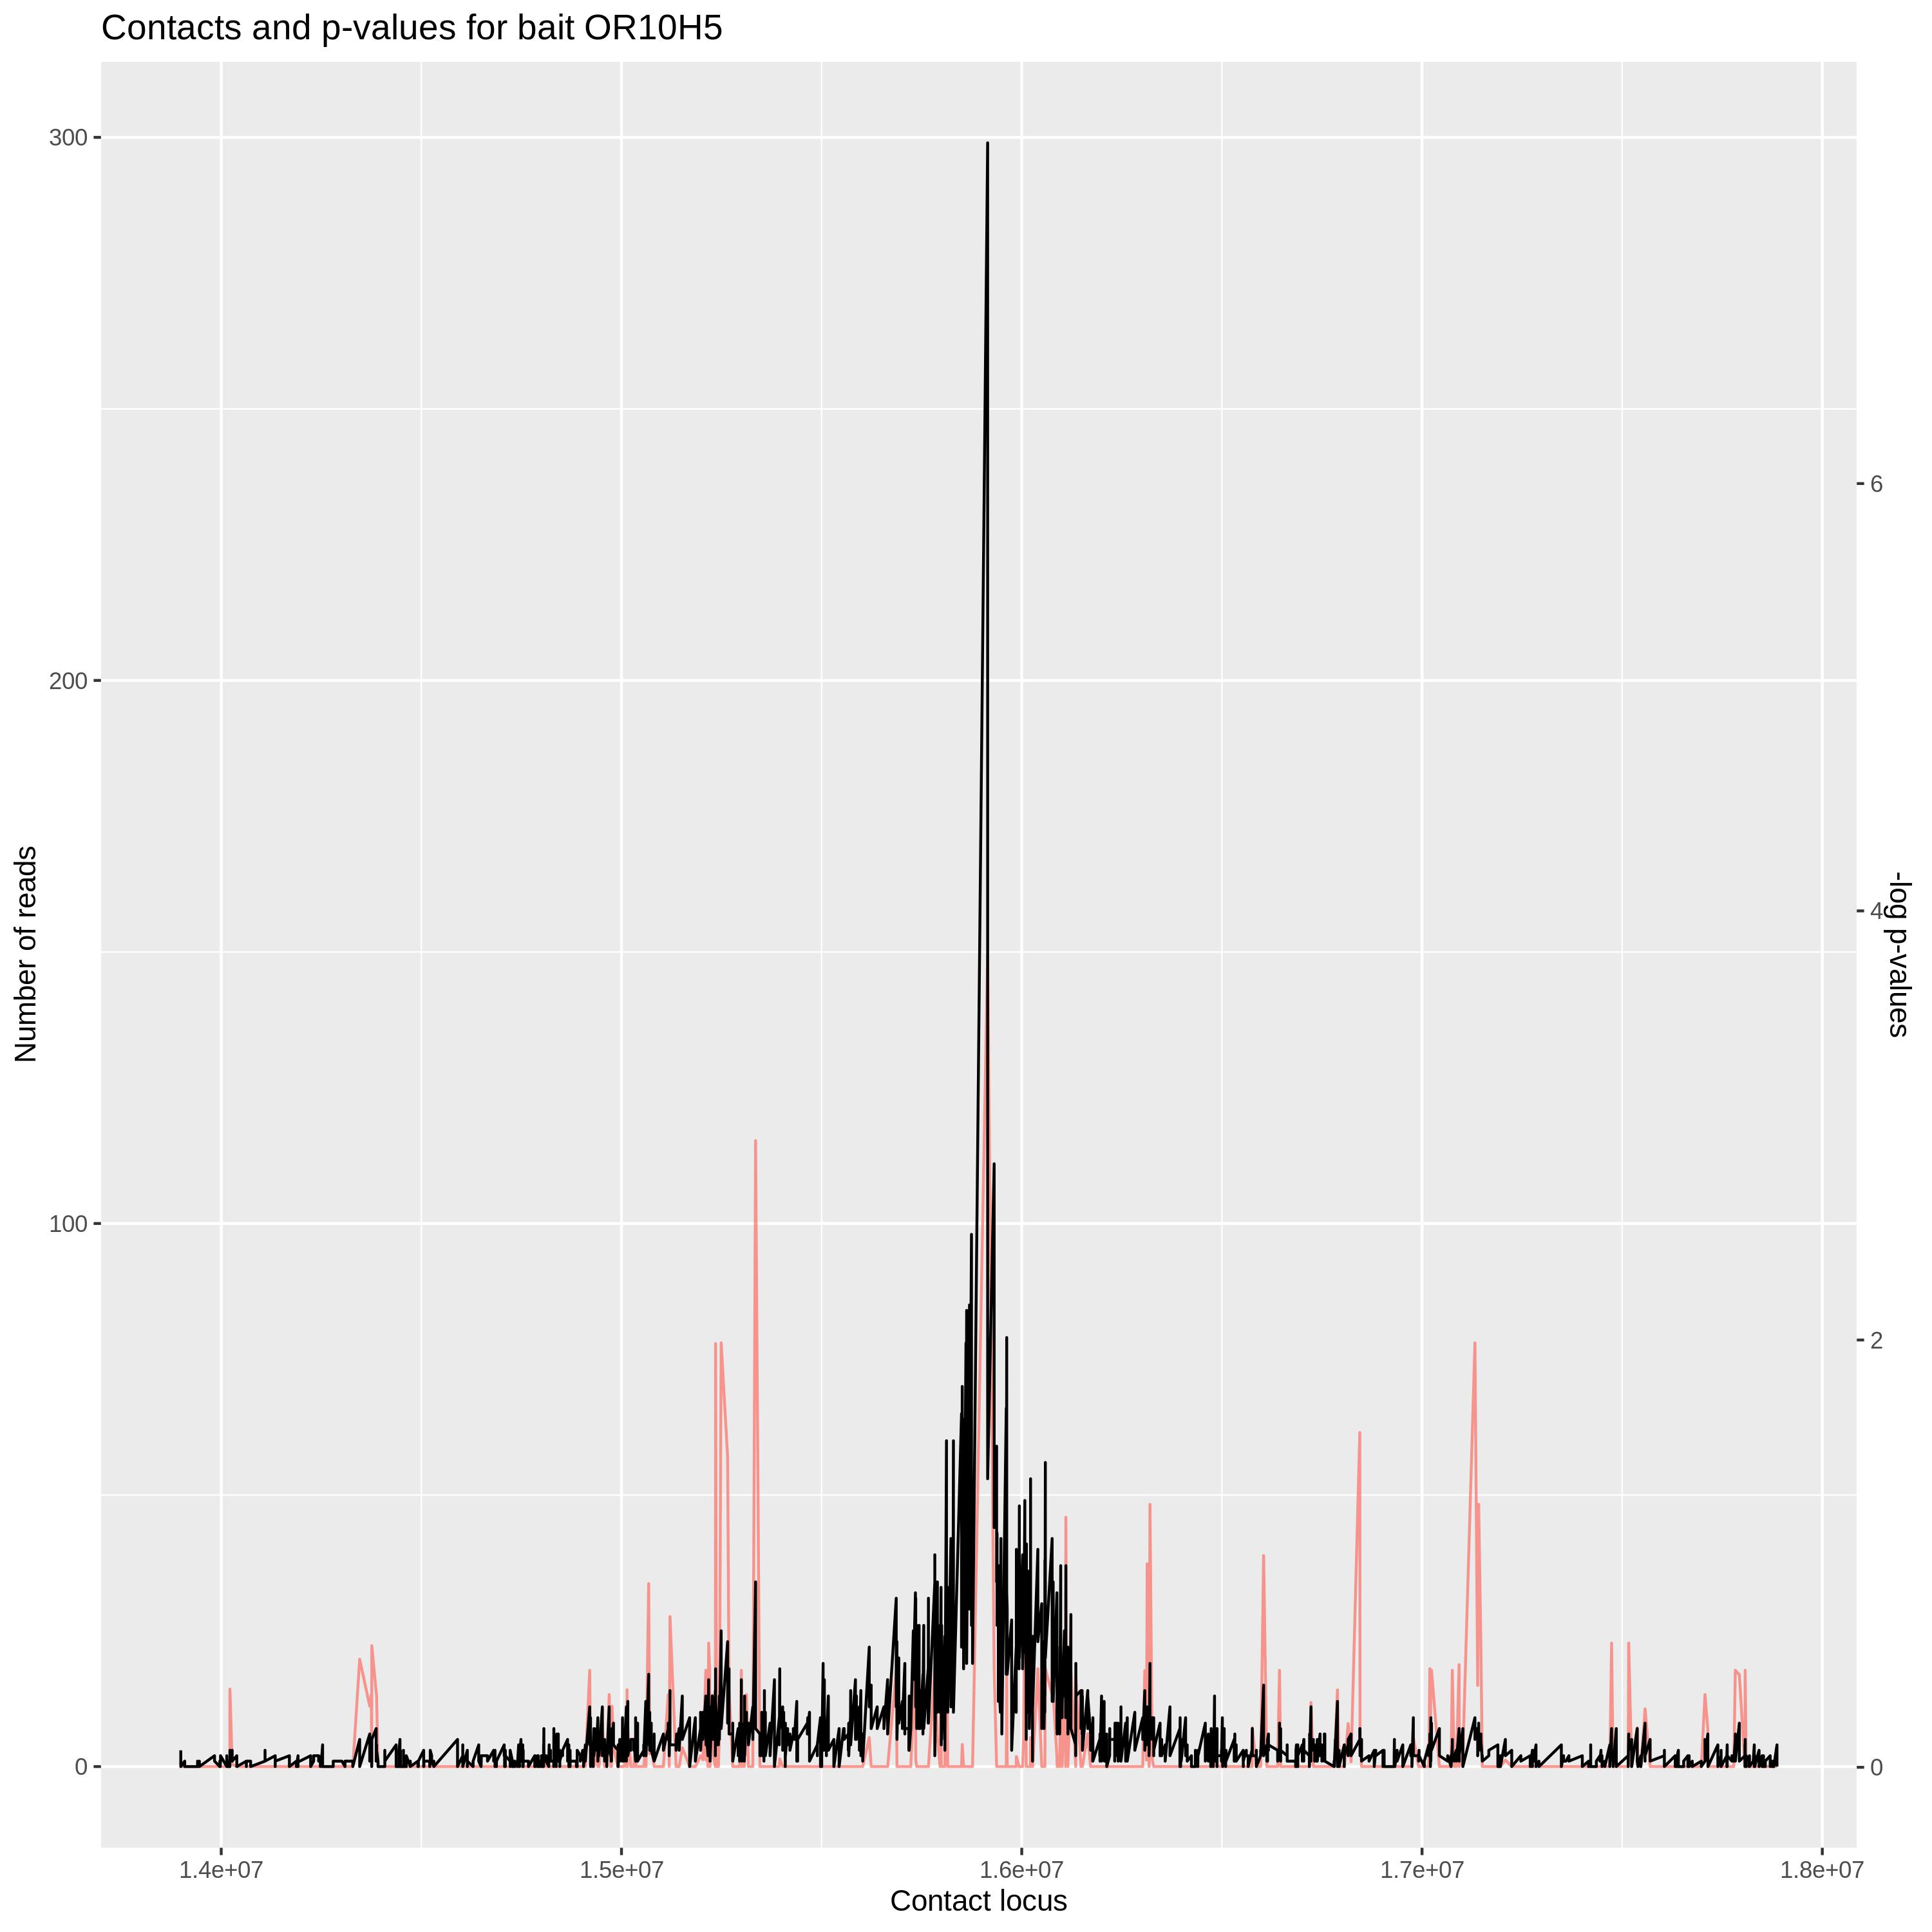 Contacts and p-values for bait OR10H5
300
200
100
0
Number of reads
6
4
2
0
-log p-values
1.4e+07 1.5e+07 1.6e+07 1.7e+07 1.8e+07
Contact locus